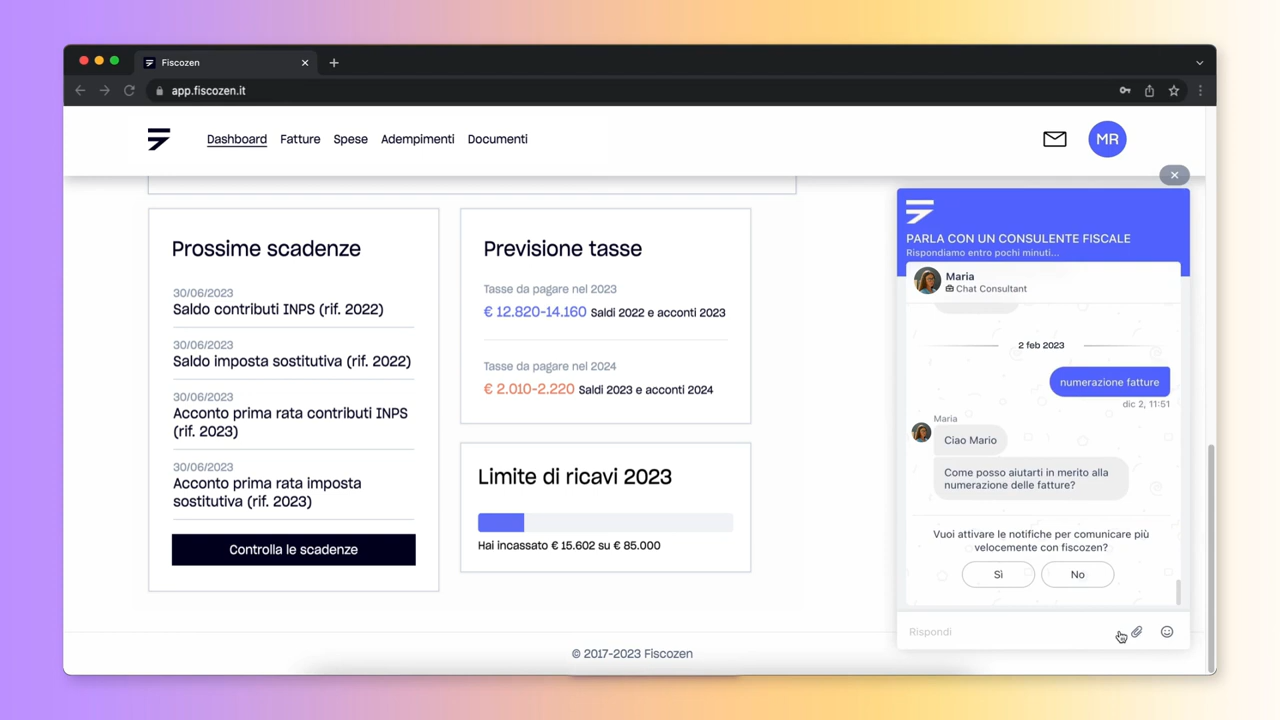 Fiscozen
app.fiscozen.it
Dashboard Fatture Spese Adempimenti Documenti
MR
Prossime scadenze
30/06/2023
Saldo contributi INPS (rif. 2022)
30/06/2023
Saldo imposta sostitutiva (rif. 2022)
30/06/2023
Acconto prima rata contributi INPS
(rif. 2023)
30/06/2023
Acconto prima rata imposta
sostitutiva (rif. 2023)
Controlla le scadenze
Previsione tasse
Tasse da pagare nel 2023
€ 12.820-14.160 Saldi 2022 e acconti 2023
Tasse da pagare nel 2024
€ 2.010-2.220 Saldi 2023 e acconti 2024
Limite di ricavi 2023
Hai incassato € 15.602 su € 85.000
PARLA CON UN CONSULENTE FISCALE
Rispondiamo entro pochi minuti...
Maria
Chat Consultant
2 feb 2023
numerazione fatture
dic 2, 11:51
Maria
Ciao Mario
Come posso aiutarti in merito alla
numerazione delle fatture?
Vuoi attivare le notifiche per comunicare più
velocemente con fiscozen?
Sì No
Rispondi
© 2017-2023 Fiscozen